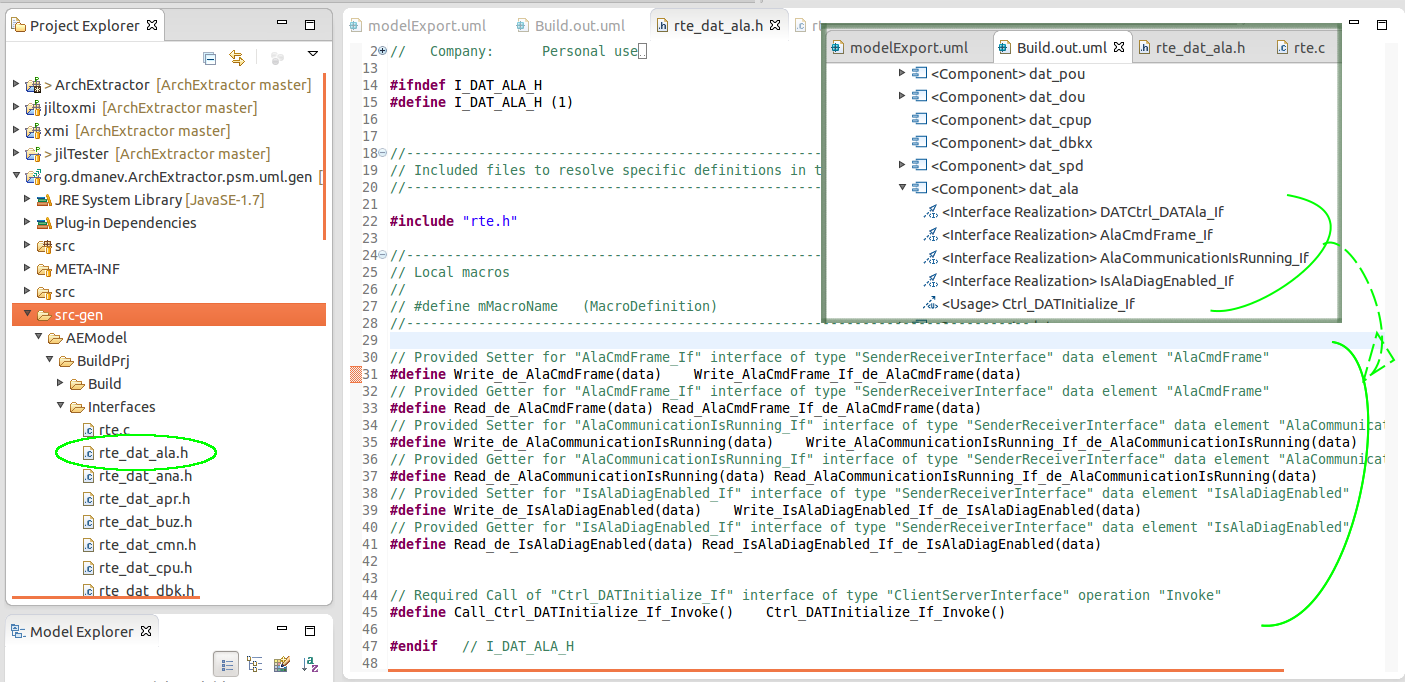 Project Explorer
> ArchExtractor [ArchExtractor master]
jiltoxmi [ArchExtractor master]
xmi [ArchExtractor master]
> jilTester [ArchExtractor master]
org.dmanev.ArchExtractor.psm.uml.gen [
JRE System Library [JavaSE-1.7]
Plug-in Dependencies
src
META-INF
src
src-gen
AEModel
BuildPrj
Build
Interfaces
rte.c
rte_dat_ala.h
rte_dat_ana.h
rte_dat_apr.h
rte_dat_buz.h
rte_dat_cmn.h
rte_dat_cpu.h
rte_dat_dbk.h
Model Explorer
modelExport.uml
Build.out.uml
rte_dat_ala.h
2 //   Company:      Personal use
13
14 #ifndef I_DAT_ALA_H
15 #define I_DAT_ALA_H (1)
16
17
18 //----------------------------------------------------
19 // Included files to resolve specific definitions in t
20 //----------------------------------------------------
21
22 #include "rte.h"
23
24 //----------------------------------------------------
25 // Local macros
26 //
27 // #define mMacroName   (MacroDefinition)
28 //----------------------------------------------------
29
30 // Provided Setter for "AlaCmdFrame_If" interface of type "SenderReceiverInterface" data element "AlaCmdFrame"
31 #define Write_de_AlaCmdFrame(data)    Write_AlaCmdFrame_If_de_AlaCmdFrame(data)
32 // Provided Getter for "AlaCmdFrame_If" interface of type "SenderReceiverInterface" data element "AlaCmdFrame"
33 #define Read_de_AlaCmdFrame(data) Read_AlaCmdFrame_If_de_AlaCmdFrame(data)
34 // Provided Setter for "AlaCommunicationIsRunning_If" interface of type "SenderReceiverInterface" data element "AlaCommunicat
35 #define Write_de_AlaCommunicationIsRunning(data)    Write_AlaCommunicationIsRunning_If_de_AlaCommunicationIsRunning(data)
36 // Provided Getter for "AlaCommunicationIsRunning_If" interface of type "SenderReceiverInterface" data element "AlaCommunicat
37 #define Read_de_AlaCommunicationIsRunning(data) Read_AlaCommunicationIsRunning_If_de_AlaCommunicationIsRunning(data)
38 // Provided Setter for "IsAlaDiagEnabled_If" interface of type "SenderReceiverInterface" data element "IsAlaDiagEnabled"
39 #define Write_de_IsAlaDiagEnabled(data)    Write_IsAlaDiagEnabled_If_de_IsAlaDiagEnabled(data)
40 // Provided Getter for "IsAlaDiagEnabled_If" interface of type "SenderReceiverInterface" data element "IsAlaDiagEnabled"
41 #define Read_de_IsAlaDiagEnabled(data) Read_IsAlaDiagEnabled_If_de_IsAlaDiagEnabled(data)
42
43
44 // Required Call of "Ctrl_DATInitialize_If" interface of type "ClientServerInterface" operation "Invoke"
45 #define Call_Ctrl_DATInitialize_If_Invoke()    Ctrl_DATInitialize_If_Invoke()
46
47 #endif   // I_DAT_ALA_H
48
modelExport.uml
Build.out.uml
rte_dat_ala.h
rte.c
<Component> dat_pou
<Component> dat_dou
<Component> dat_cpup
<Component> dat_dbkx
<Component> dat_spd
<Component> dat_ala
<Interface Realization> DATCtrl_DATAla_If
<Interface Realization> AlaCmdFrame_If
<Interface Realization> AlaCommunicationIsRunning_If
<Interface Realization> IsAlaDiagEnabled_If
<Usage> Ctrl_DATInitialize_If